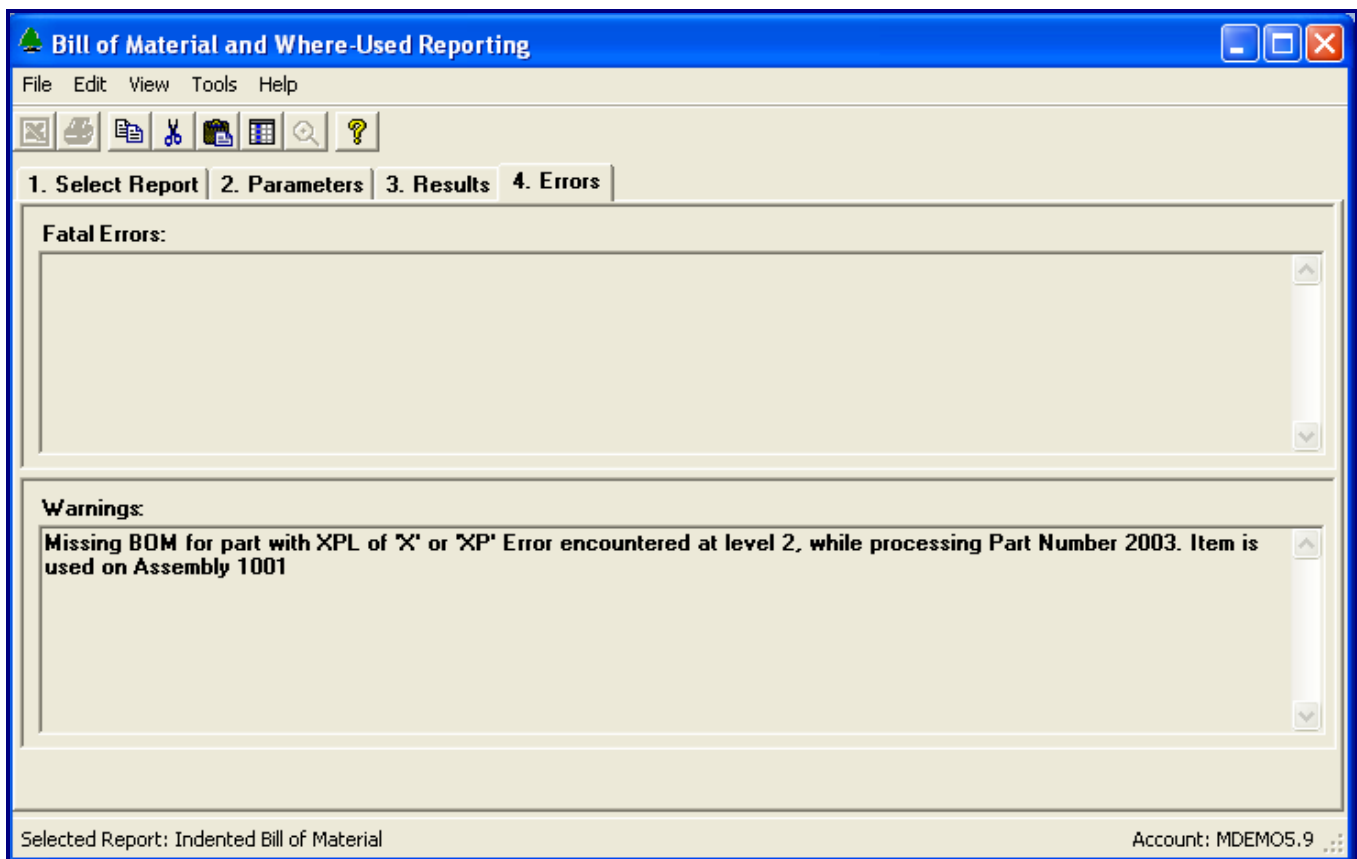 Bill of Material and Where-Used Reporting
File Edit View Tools Help
1. Select Report 2. Parameters 3. Results 4. Errors
Fatal Errors:
Warnings:
Missing BOM for part with XPL of 'X' or 'XP' Error encountered at level 2, while processing Part Number 2003. Item is
used on Assembly 1001
Selected Report: Indented Bill of Material Account: MDEMO5.9